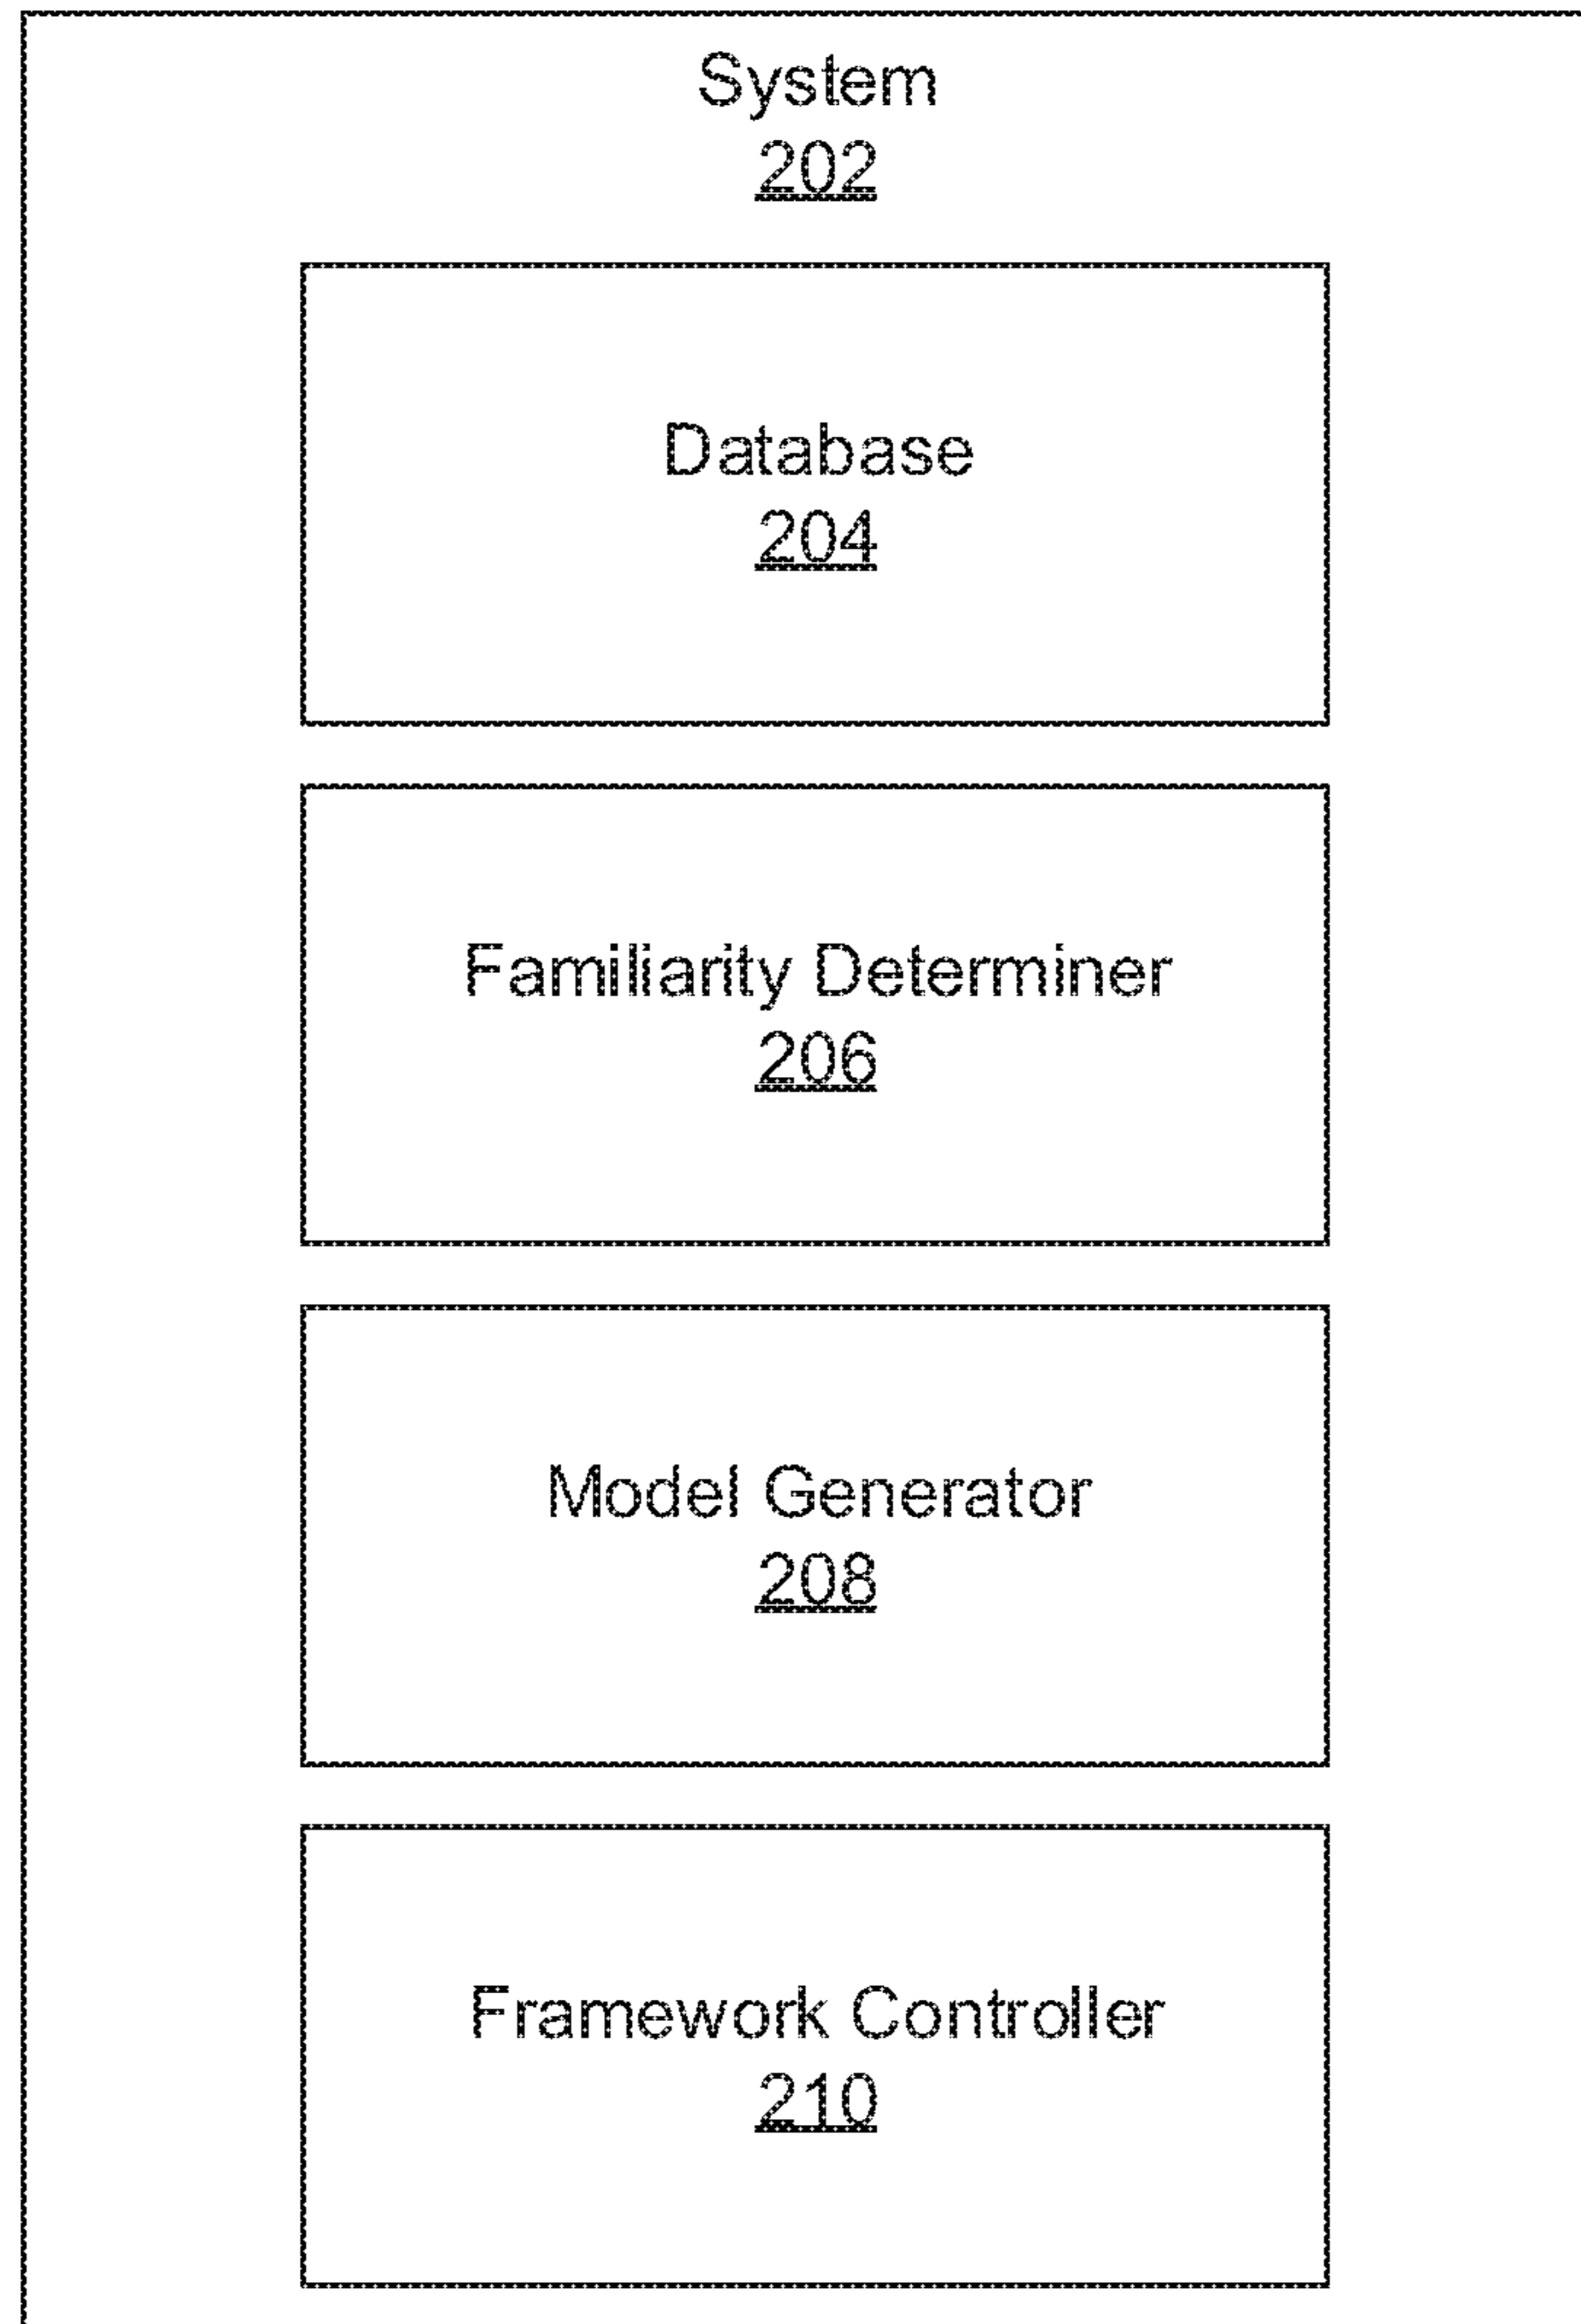 System
202
Database
204
Familiarity Determiner
206
Model Generator
208
Framework Controller
210